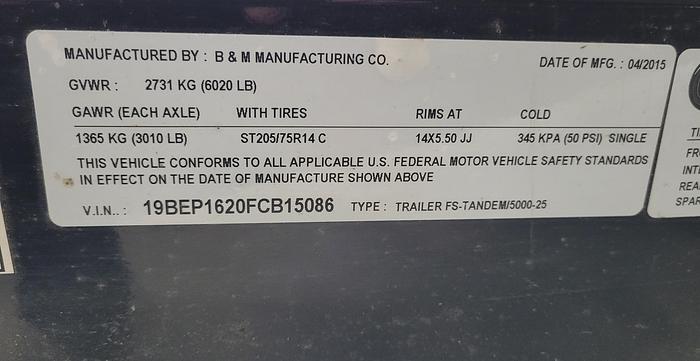 MANUFACTURED BY : B & M MANUFACTURING CO. DATE OF MFG. : 04/2015
GVWR : 2731 KG (6020 LB)
GAWR (EACH AXLE) WITH TIRES RIMS AT COLD
1365 KG (3010 LB) ST205/75R14 C 14X5.50 JJ 345 KPA (50 PSI) SINGLE
THIS VEHICLE CONFORMS TO ALL APPLICABLE U.S. FEDERAL MOTOR VEHICLE SAFETY STANDARDS
IN EFFECT ON THE DATE OF MANUFACTURE SHOWN ABOVE
V.I.N.. : 19BEP1620FCB15086 TYPE : TRAILER FS-TANDEM/5000-25